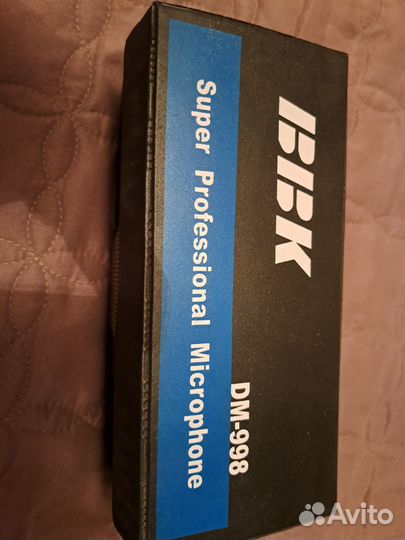 BBK
DM-998
Super Professional Microphone
Avito